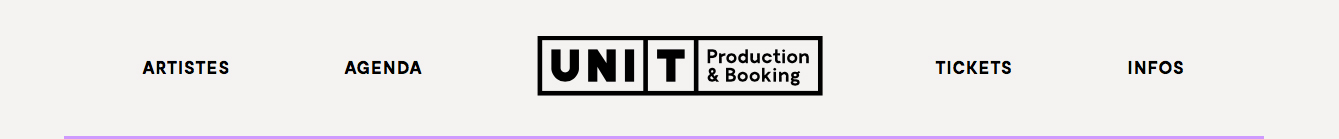 ARTISTES
AGENDA
UNIT
Production
& Booking
TICKETS
INFOS